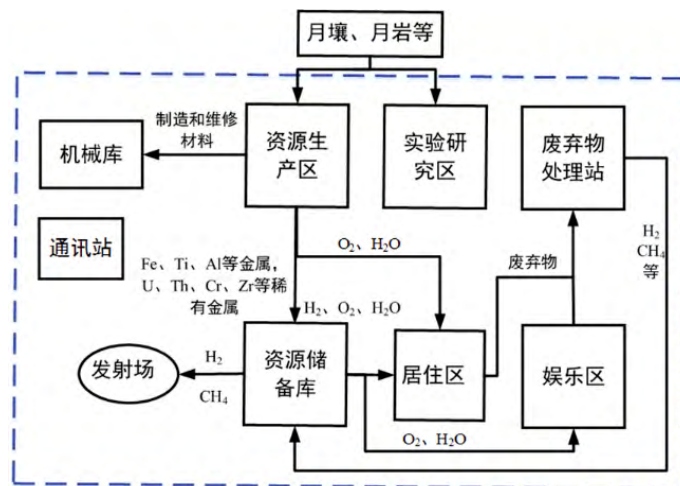 月壤、月岩等
制造和维修
材料
机械库
资源生
产区
实验研
究区
废弃物
处理站
通讯站
O₂、H₂O
H₂
CH₄
等
Fe、Ti、Al等金属，
U、Th、Cr、Zr等稀
有金属
废弃物
H₂、O₂、H₂O
发射场
H₂
CH₄
资源储
备库
居住区
娱乐区
O₂、H₂O